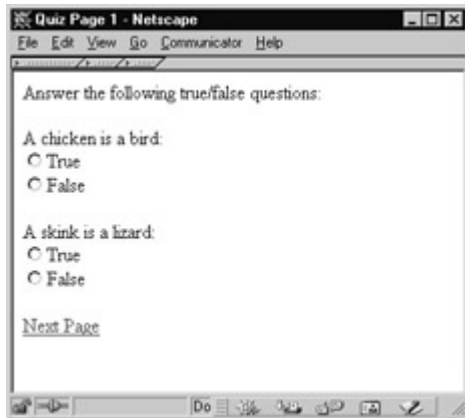 Quiz Page 1 - Netscape
File Edit View Go Communicator Help
Answer the following true/false questions:
A chicken is a bird:
True
False
A skink is a lizard:
True
False
Next Page
Do